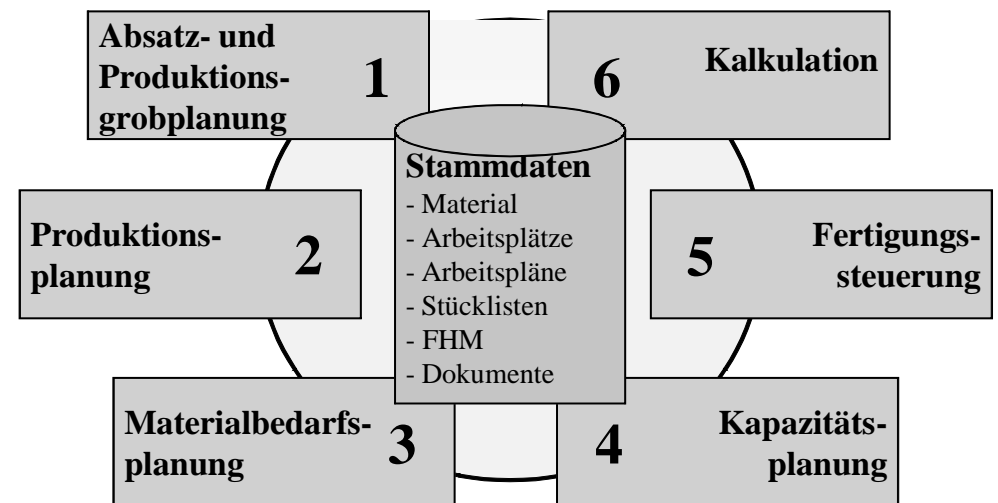 Absatz- und
Produktions-
grobplanung
1
6
Kalkulation
Stammdaten
- Material
- Arbeitsplätze
- Arbeitspläne
- Stücklisten
- FHM
- Dokumente
Produktions-
planung
2
5
Fertigungs-
steuerung
Materialbedarfs-
planung
3
4
Kapazitäts-
planung